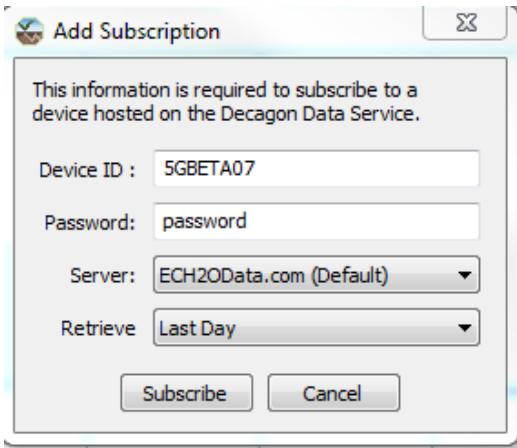 Add Subscription
This information is required to subscribe to a
device hosted on the Decagon Data Service.
Device ID : 5GBETA07
Password: password
Server: ECH2OData.com (Default)
Retrieve Last Day
Subscribe Cancel